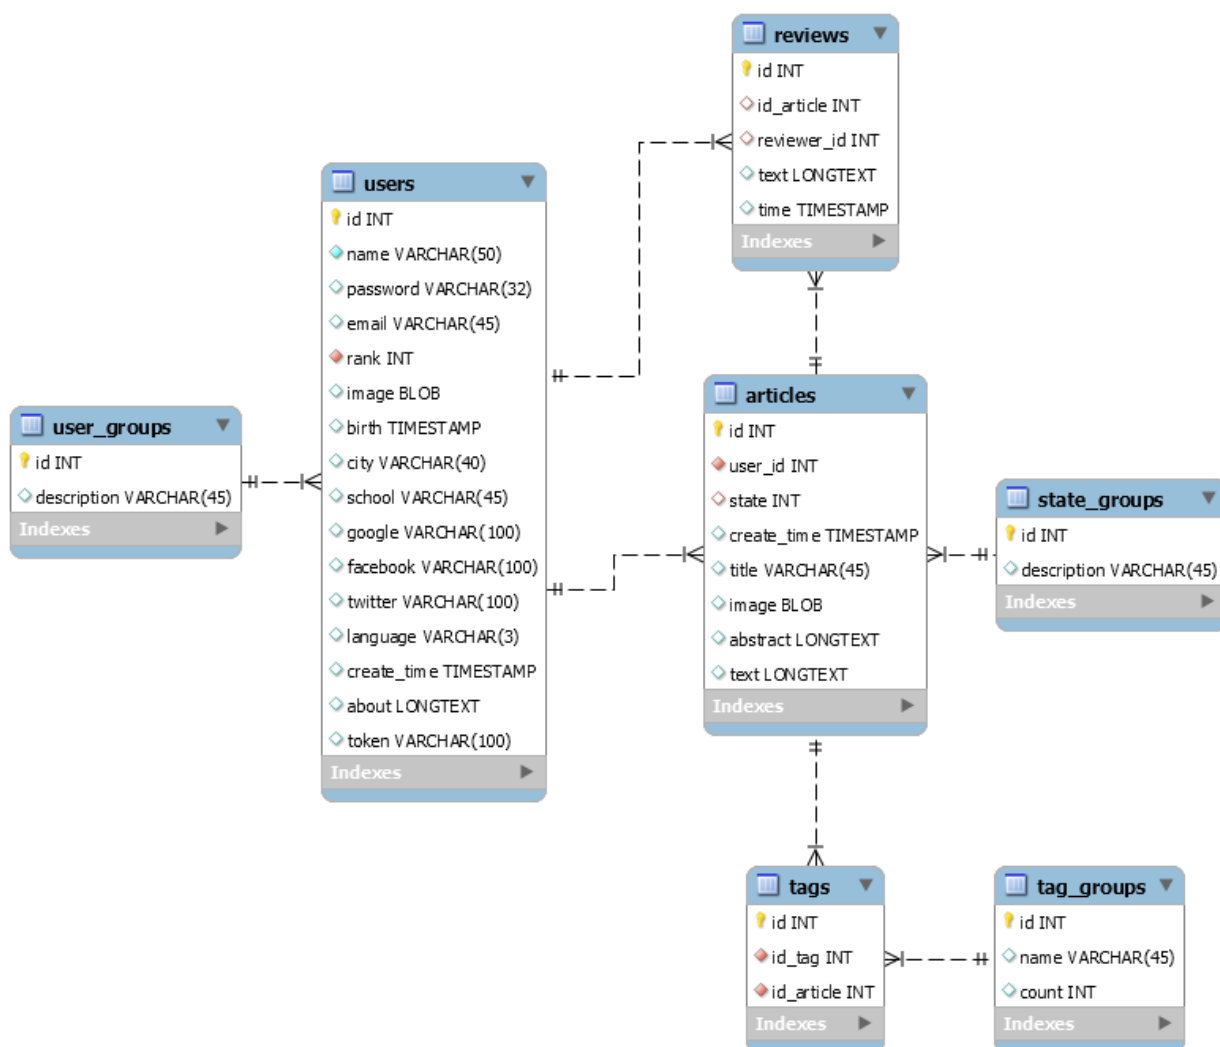 reviews
id INT
id_article INT
reviewer_id INT
text LONGTEXT
time TIMESTAMP
Indexes
users
id INT
name VARCHAR(50)
password VARCHAR(32)
email VARCHAR(45)
rank INT
image BLOB
birth TIMESTAMP
city VARCHAR(40)
school VARCHAR(45)
google VARCHAR(100)
facebook VARCHAR(100)
twitter VARCHAR(100)
language VARCHAR(3)
create_time TIMESTAMP
about LONGTEXT
token VARCHAR(100)
Indexes
user_groups
id INT
description VARCHAR(45)
Indexes
articles
id INT
user_id INT
state INT
create_time TIMESTAMP
title VARCHAR(45)
image BLOB
abstract LONGTEXT
text LONGTEXT
Indexes
state_groups
id INT
description VARCHAR(45)
Indexes
tags
id INT
id_tag INT
id_article INT
Indexes
tag_groups
id INT
name VARCHAR(45)
count INT
Indexes